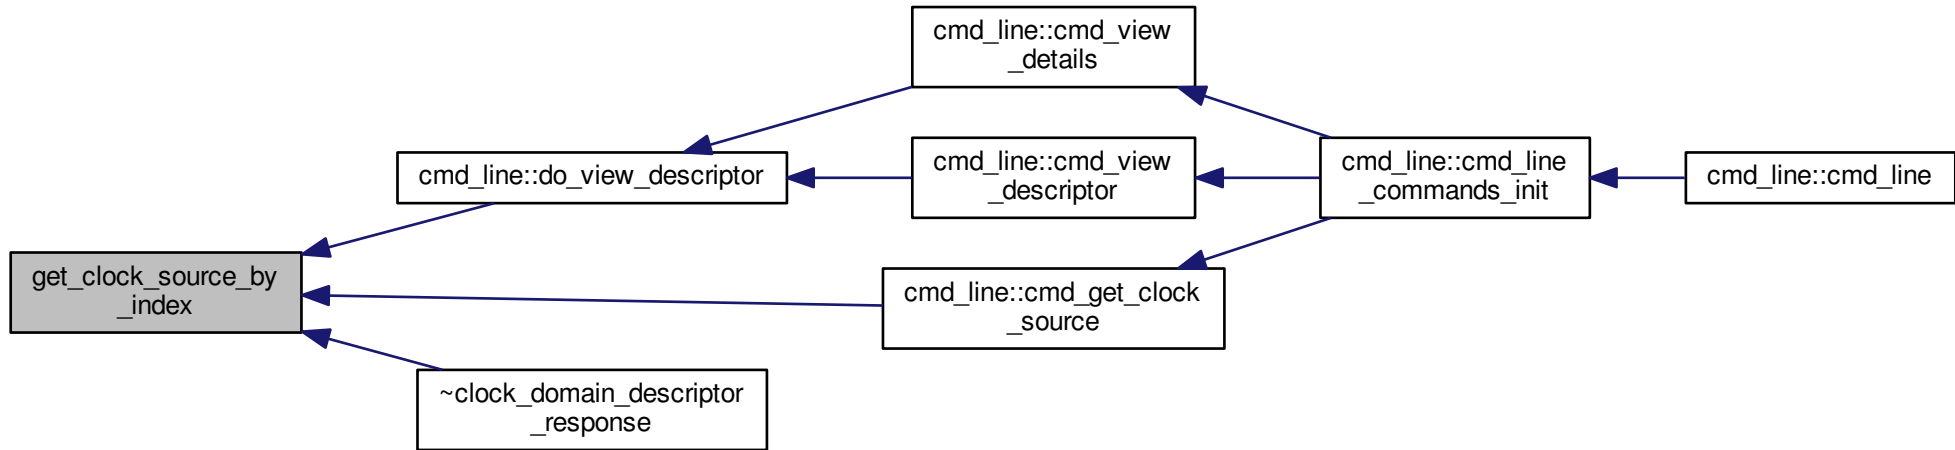 get_clock_source_by
_index
cmd_line::do_view_descriptor
cmd_line::cmd_view
_details
cmd_line::cmd_view
_descriptor
cmd_line::cmd_get_clock
_source
~clock_domain_descriptor
_response
cmd_line::cmd_line
_commands_init
cmd_line::cmd_line